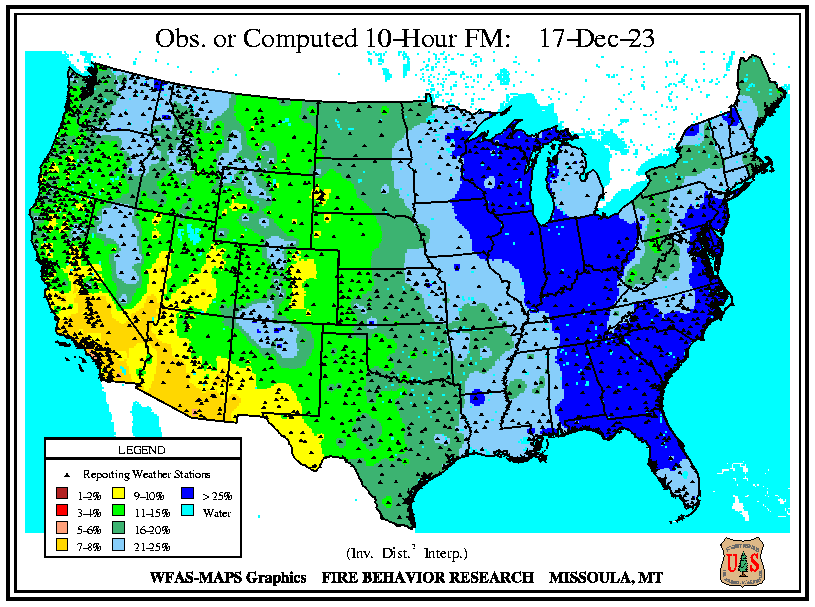 Obs. or Computed 10-Hour FM: 17-Dec-23
LEGEND
Reporting Weather Stations
1-2% 9-10% > 25%
3-4% 11-15% Water
5-6% 16-20%
7-8% 21-25%
(Inv. Dist.² Interp.)
WFAS-MAPS Graphics FIRE BEHAVIOR RESEARCH MISSOULA, MT
U S